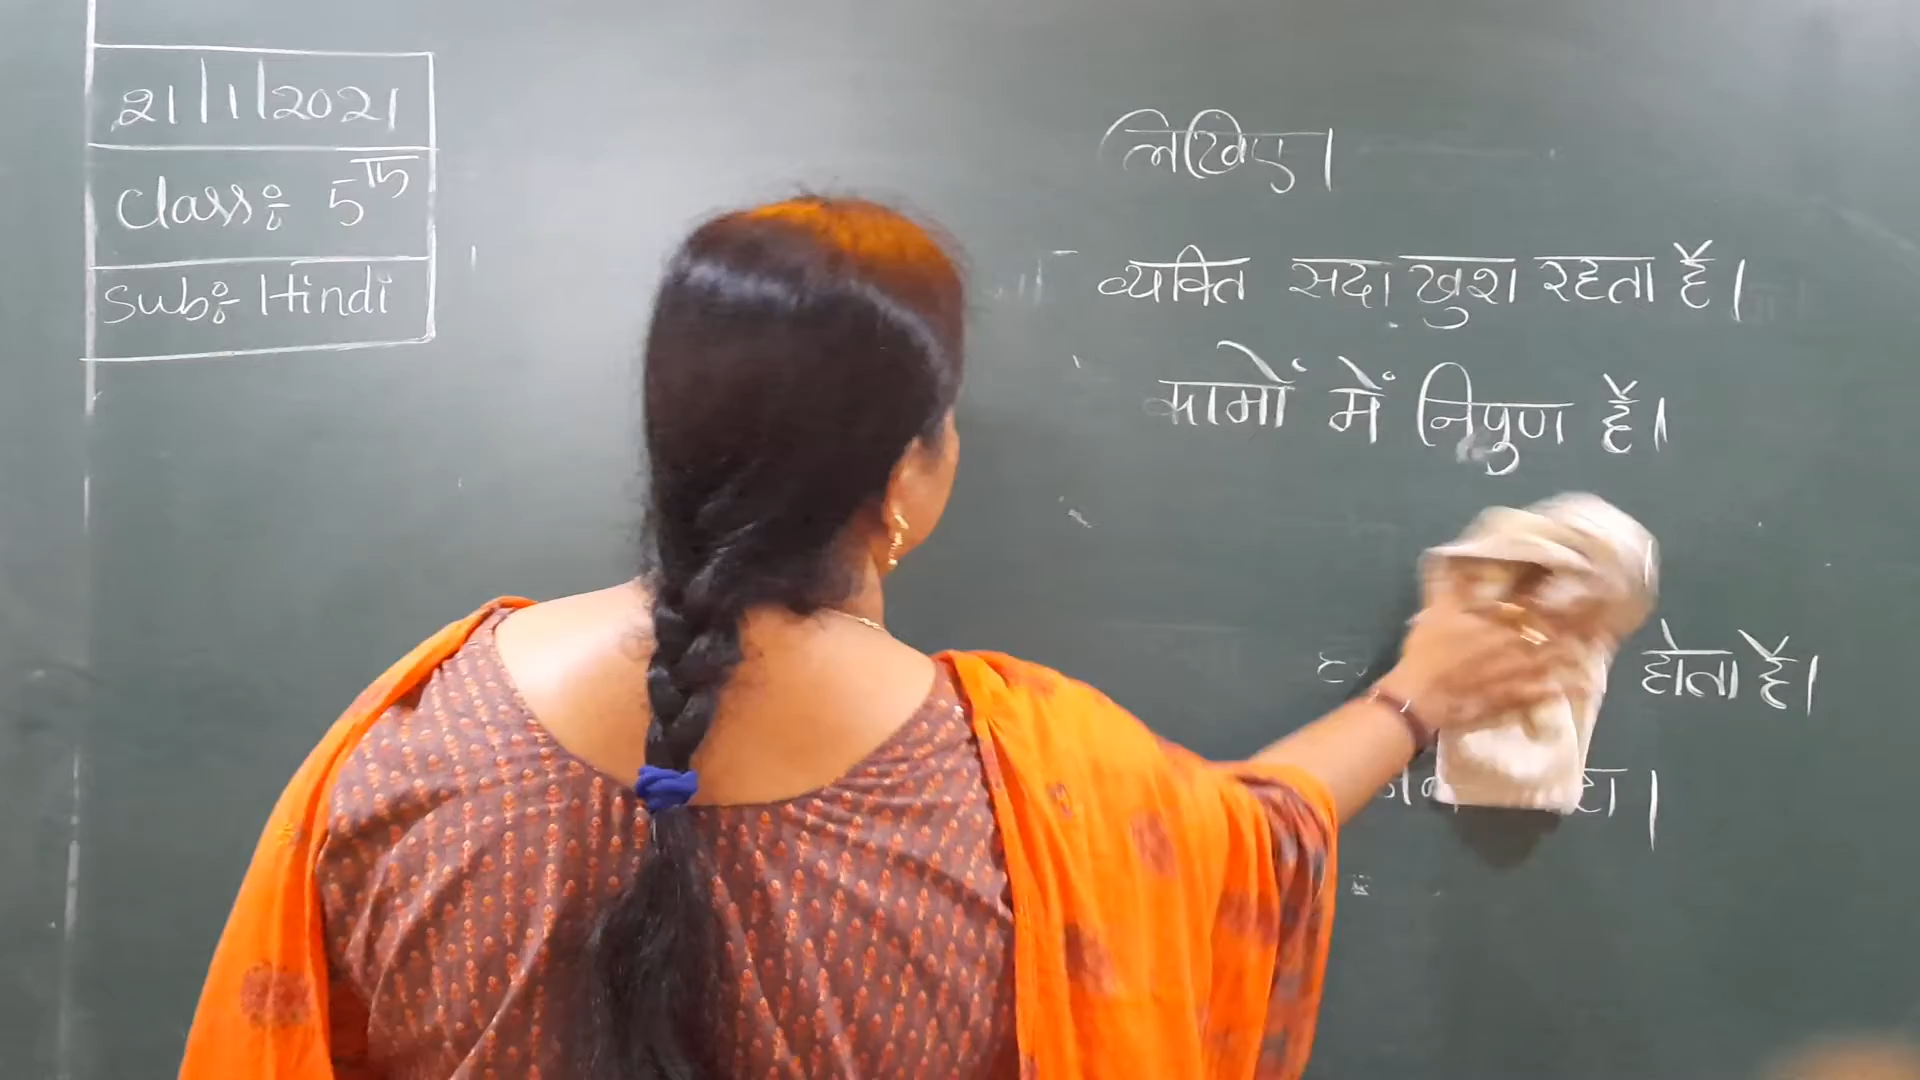 21/1/2021
Class:- 5th
Sub:- Hindi
लिखिए।
व्यक्ति सदा खुश रहता है।
कामों में निपुण है।
होता है।